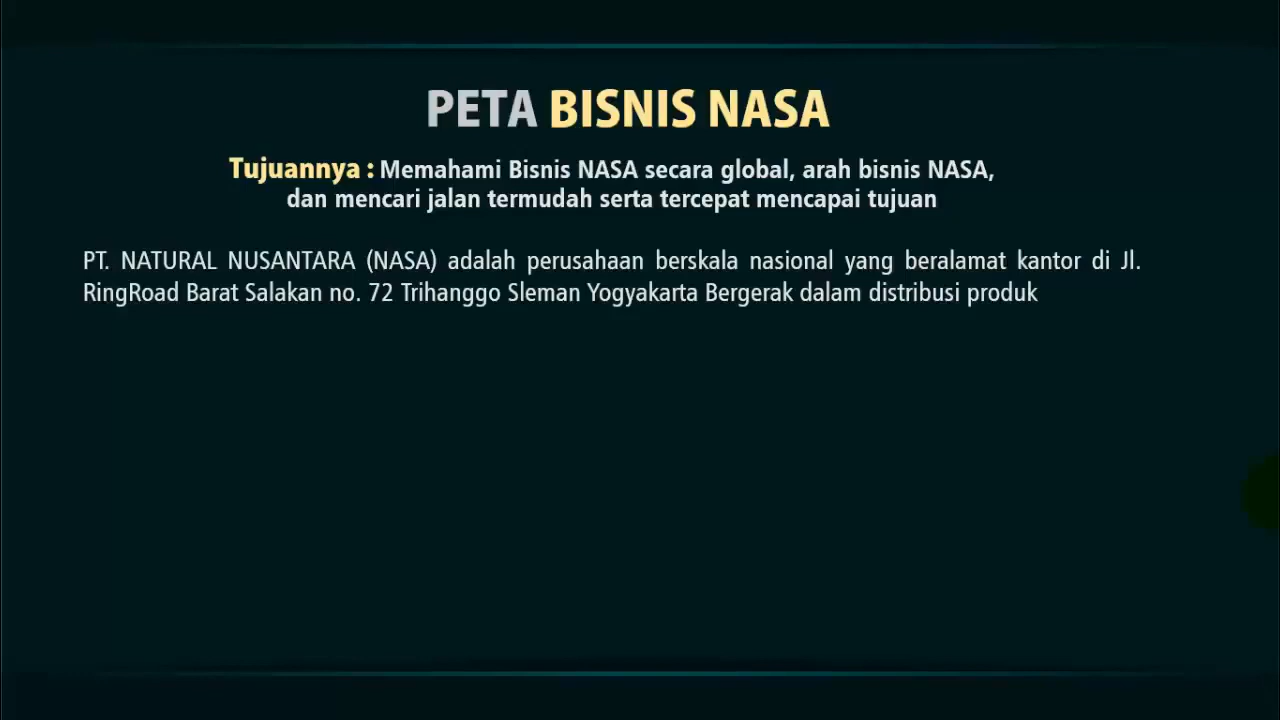 PETA BISNIS NASA
Tujuannya : Memahami Bisnis NASA secara global, arah bisnis NASA,
dan mencari jalan termudah serta tercepat mencapai tujuan
PT. NATURAL NUSANTARA (NASA) adalah perusahaan berskala nasional yang beralamat kantor di Jl.
RingRoad Barat Salakan no. 72 Trihanggo Sleman Yogyakarta Bergerak dalam distribusi produk